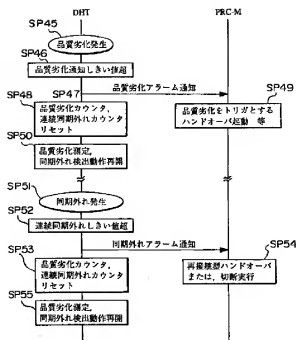 DHT
PRC-M
SP45
品質劣化発生
SP46
品質劣化通知しきい値超
SP47
品質劣化アラーム通知
SP48
品質劣化カウンタ,
連続同期外れカウンタ
リセット
SP49
品質劣化をトリガとする
ハンドオーバ起動 等
SP50
品質劣化測定,
同期外れ検出動作再開
SP51
同期外れ発生
SP52
連続同期外れしきい値超
同期外れアラーム通知
SP53
品質劣化カウンタ,
連続同期外れカウンタ
リセット
SP54
再接続型ハンドオーバ
または,切断実行
SP55
品質劣化測定,
同期外れ検出動作再開